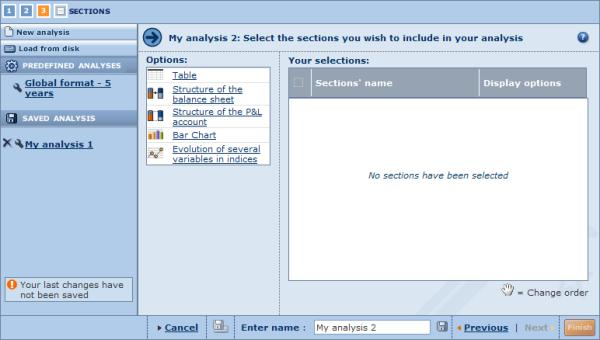 1 2 3 SECTIONS
New analysis
Load from disk
PREDEFINED ANALYSES
Global format - 5
years
SAVED ANALYSIS
My analysis 1
! Your last changes have
not been saved
My analysis 2: Select the sections you wish to include in your analysis ?
Options:
Table
Structure of the
balance sheet
Structure of the P&L
account
Bar Chart
Evolution of several
variables in indices
Your selections:
Sections' name Display options
No sections have been selected
= Change order
Cancel Enter name : My analysis 2 Previous | Next Finish